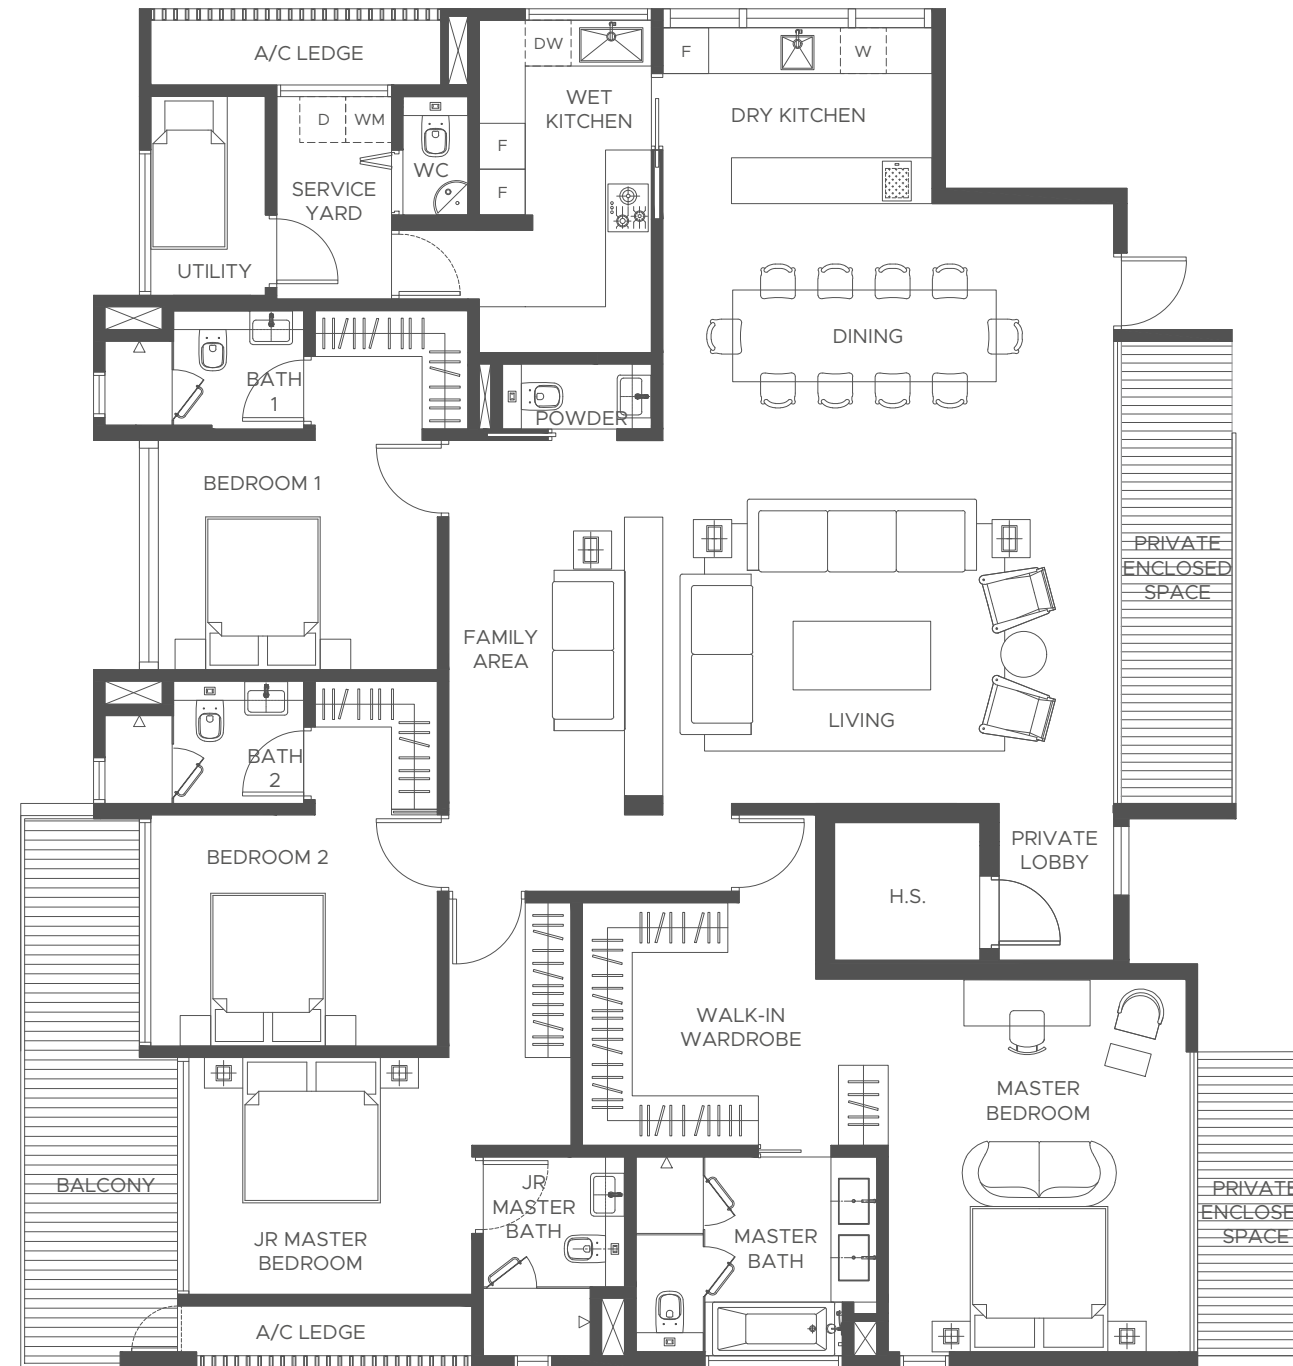 A/C LEDGE
DW
F
W
WET
KITCHEN
DRY KITCHEN
D
WM
F
WC
F
SERVICE
YARD
UTILITY
DINING
BATH
1
POWDER
BEDROOM 1
PRIVATE
ENCLOSED
SPACE
FAMILY
AREA
LIVING
BATH
2
BEDROOM 2
PRIVATE
LOBBY
H.S.
WALK-IN
WARDROBE
MASTER
BEDROOM
BALCONY
JR
MASTER
BATH
PRIVATE
ENCLOSE
SPACE
JR MASTER
BEDROOM
MASTER
BATH
A/C LEDGE